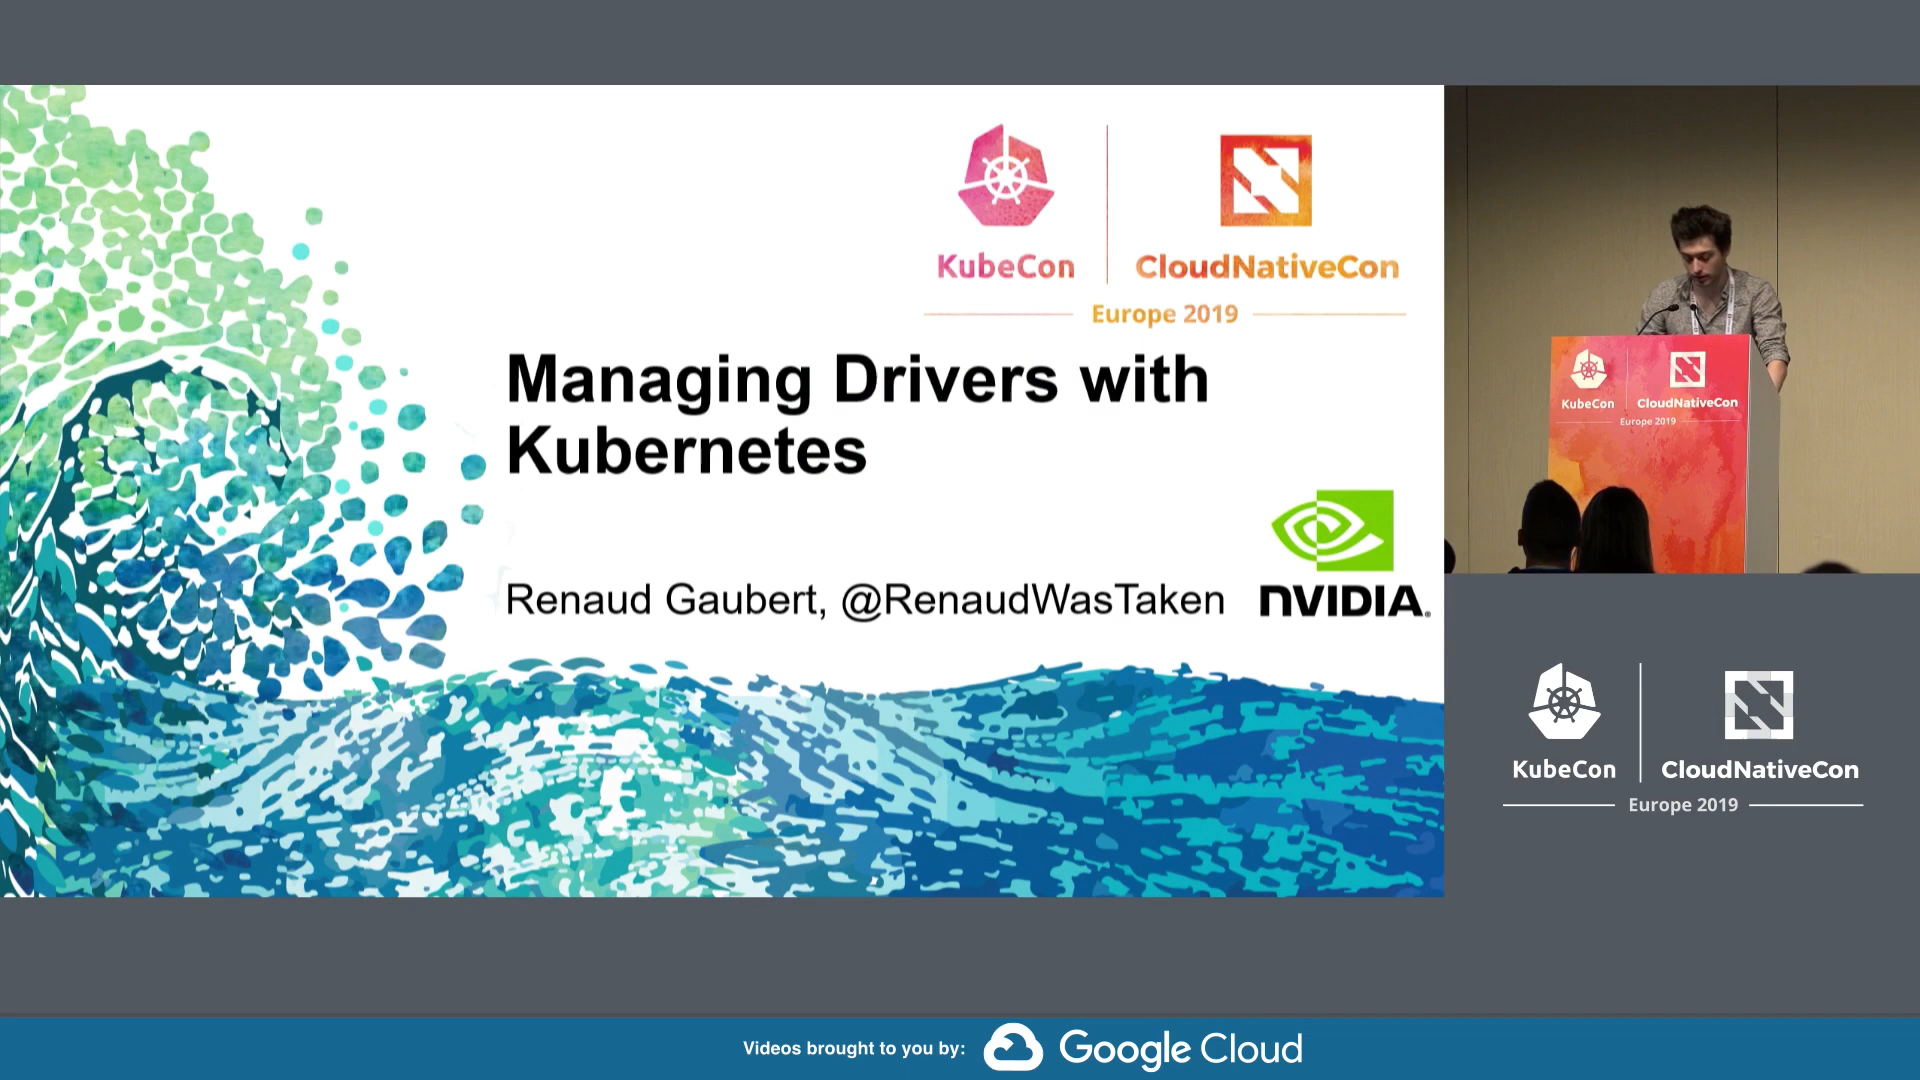 KubeCon
CloudNativeCon
Europe 2019
Managing Drivers with
Kubernetes
Renaud Gaubert, @RenaudWasTaken
NVIDIA®
KubeCon
CloudNativeCon
Europe 2019
KubeCon
CloudNativeCon
Europe 2019
Videos brought to you by:
Google Cloud